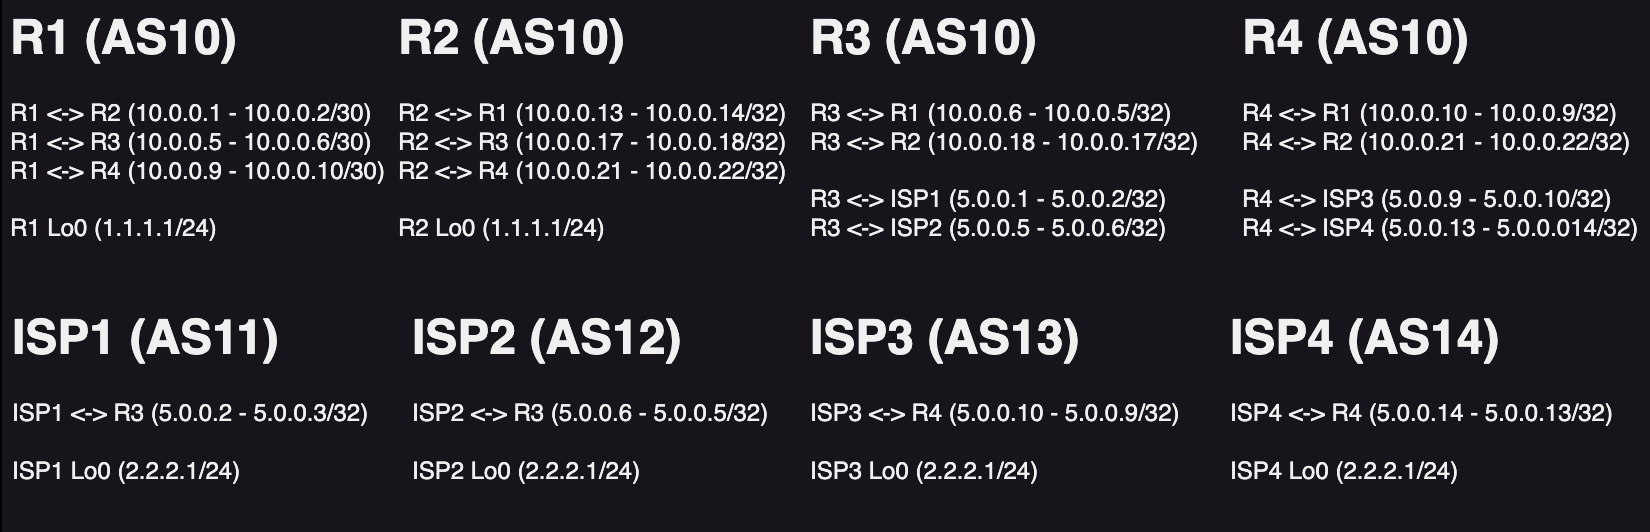 R1 (AS10)
R1 <-> R2 (10.0.0.1 - 10.0.0.2/30)
R1 <-> R3 (10.0.0.5 - 10.0.0.6/30)
R1 <-> R4 (10.0.0.9 - 10.0.0.10/30)
R1 Lo0 (1.1.1.1/24)
R2 (AS10)
R2 <-> R1 (10.0.0.13 - 10.0.0.14/32)
R2 <-> R3 (10.0.0.17 - 10.0.0.18/32)
R2 <-> R4 (10.0.0.21 - 10.0.0.22/32)
R2 Lo0 (1.1.1.1/24)
R3 (AS10)
R3 <-> R1 (10.0.0.6 - 10.0.0.5/32)
R3 <-> R2 (10.0.0.18 - 10.0.0.17/32)
R3 <-> ISP1 (5.0.0.1 - 5.0.0.2/32)
R3 <-> ISP2 (5.0.0.5 - 5.0.0.6/32)
R4 (AS10)
R4 <-> R1 (10.0.0.10 - 10.0.0.9/32)
R4 <-> R2 (10.0.0.21 - 10.0.0.22/32)
R4 <-> ISP3 (5.0.0.9 - 5.0.0.10/32)
R4 <-> ISP4 (5.0.0.13 - 5.0.0.014/32)
ISP1 (AS11)
ISP1 <-> R3 (5.0.0.2 - 5.0.0.3/32)
ISP1 Lo0 (2.2.2.1/24)
ISP2 (AS12)
ISP2 <-> R3 (5.0.0.6 - 5.0.0.5/32)
ISP2 Lo0 (2.2.2.1/24)
ISP3 (AS13)
ISP3 <-> R4 (5.0.0.10 - 5.0.0.9/32)
ISP3 Lo0 (2.2.2.1/24)
ISP4 (AS14)
ISP4 <-> R4 (5.0.0.14 - 5.0.0.13/32)
ISP4 Lo0 (2.2.2.1/24)